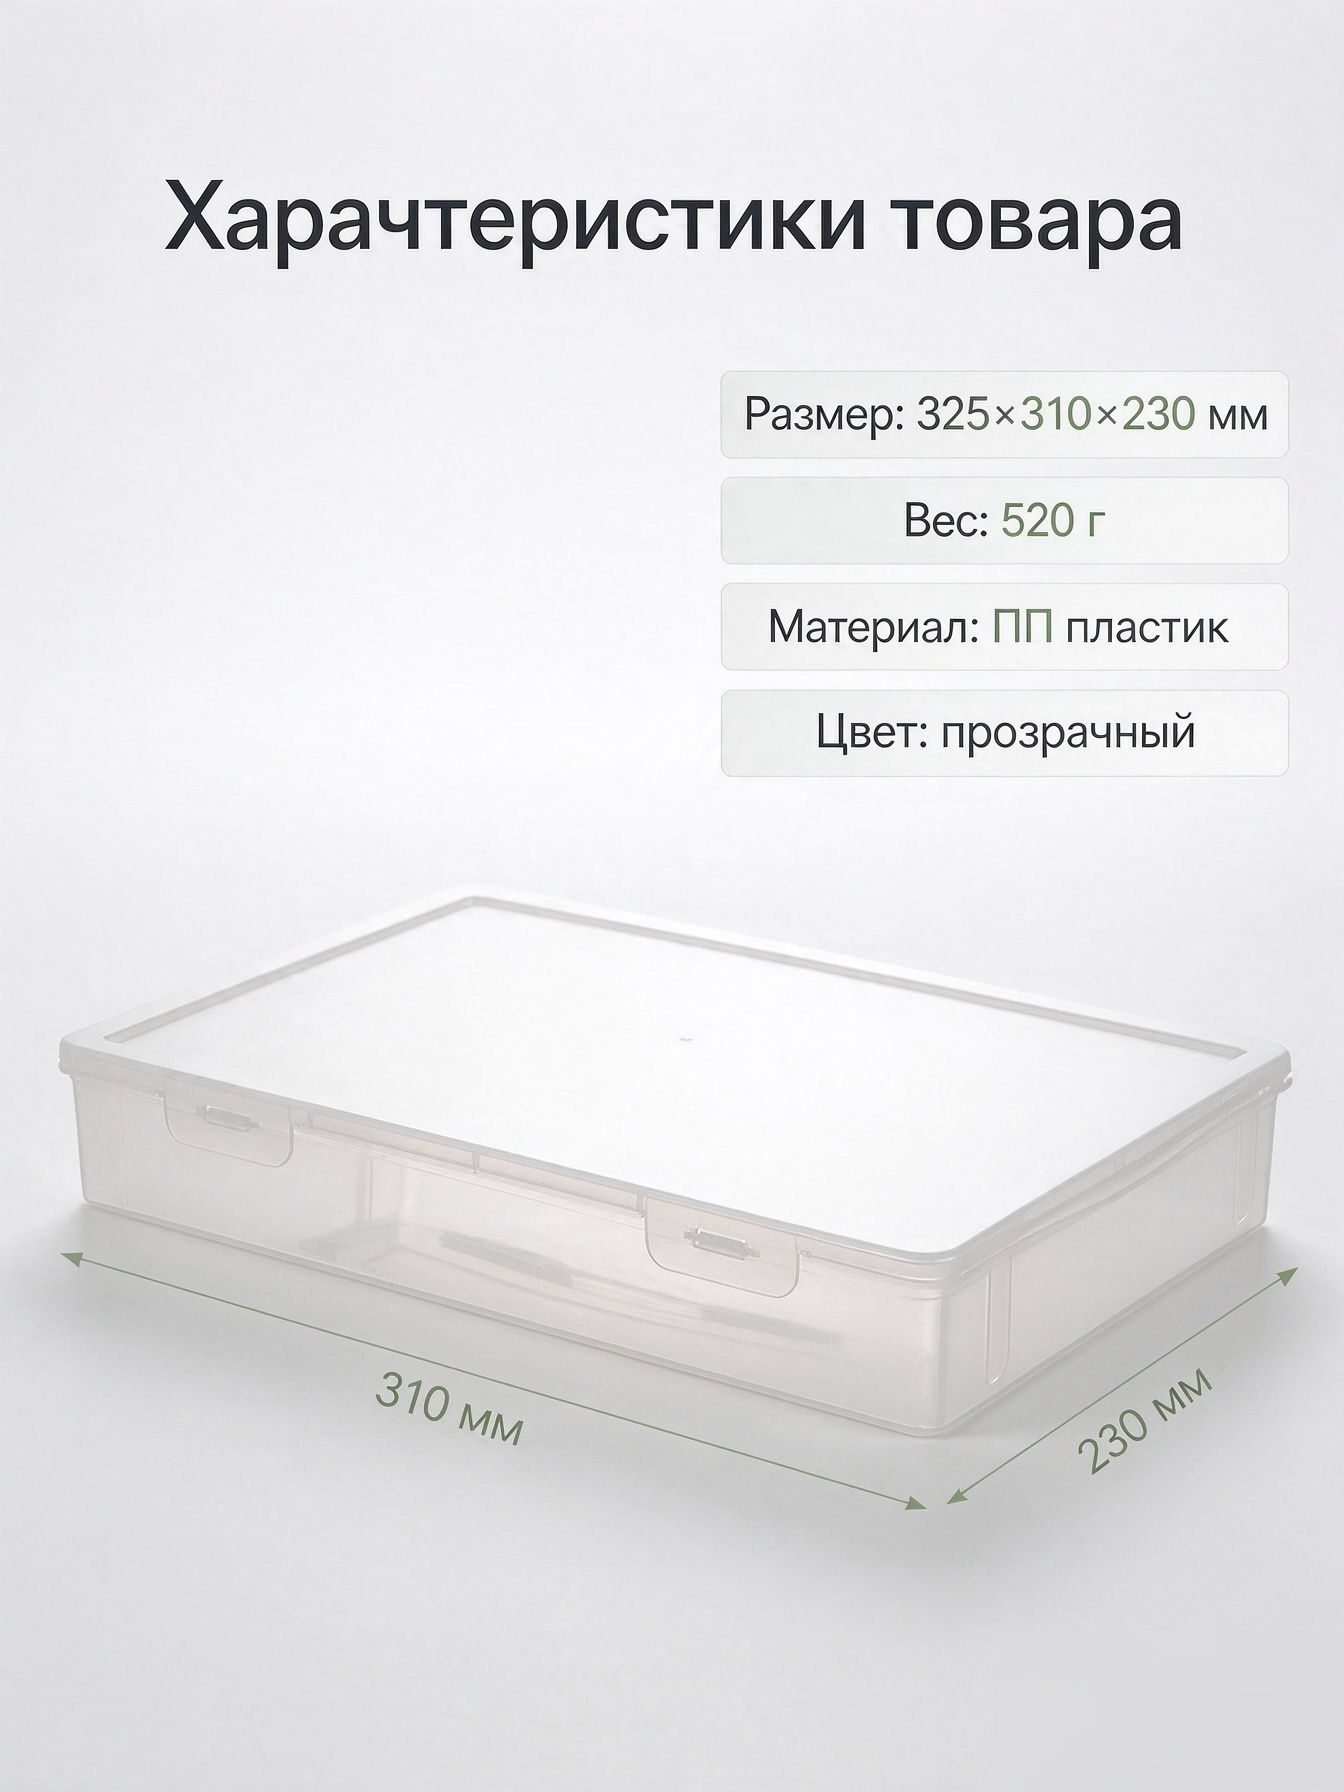 Харачтеристики товара
Размер: 325×310×230 мм
Вес: 520 г
Материал: ПП пластик
Цвет: прозрачный
310 мм
230 мм